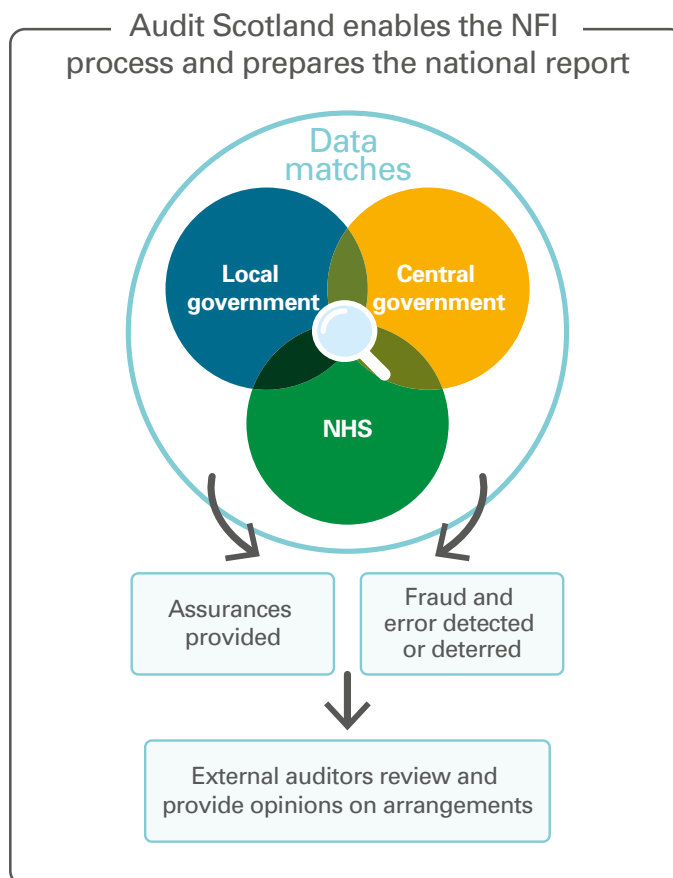 Audit Scotland enables the NFI
process and prepares the national report
Data
matches
Local
government
Central
government
NHS
Assurances
provided
Fraud and
error detected
or deterred
External auditors review and
provide opinions on arrangements